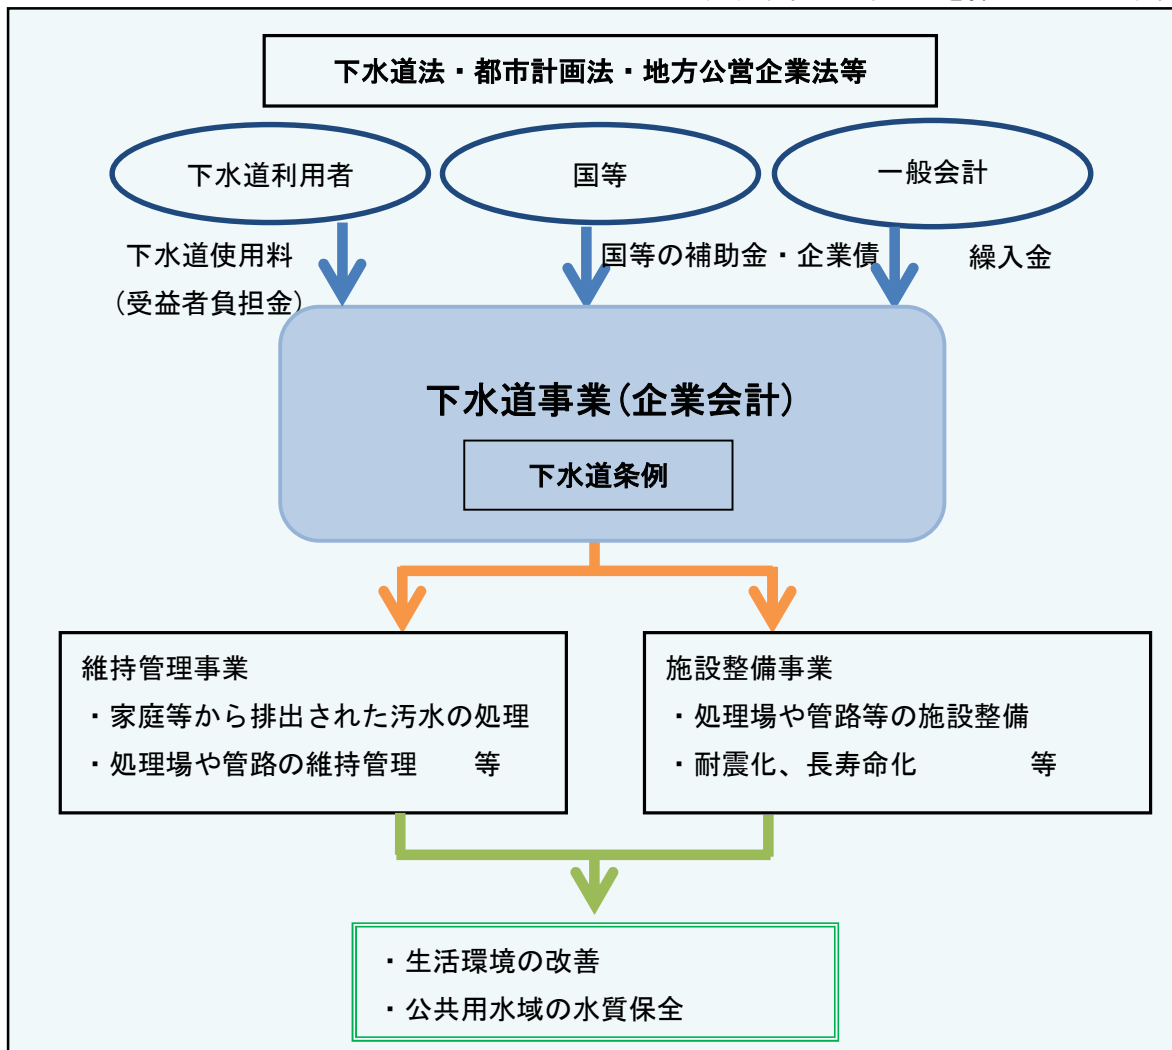 下水道法・都市計画法・地方公営企業法等
下水道利用者
国等
一般会計
下水道使用料
(受益者負担金)
国等の補助金・企業債
繰入金
下水道事業(企業会計)
下水道条例
維持管理事業
・家庭等から排出された汚水の処理
・処理場や管路の維持管理　　等
施設整備事業
・処理場や管路等の施設整備
・耐震化、長寿命化　　　　等
・生活環境の改善
・公共用水域の水質保全